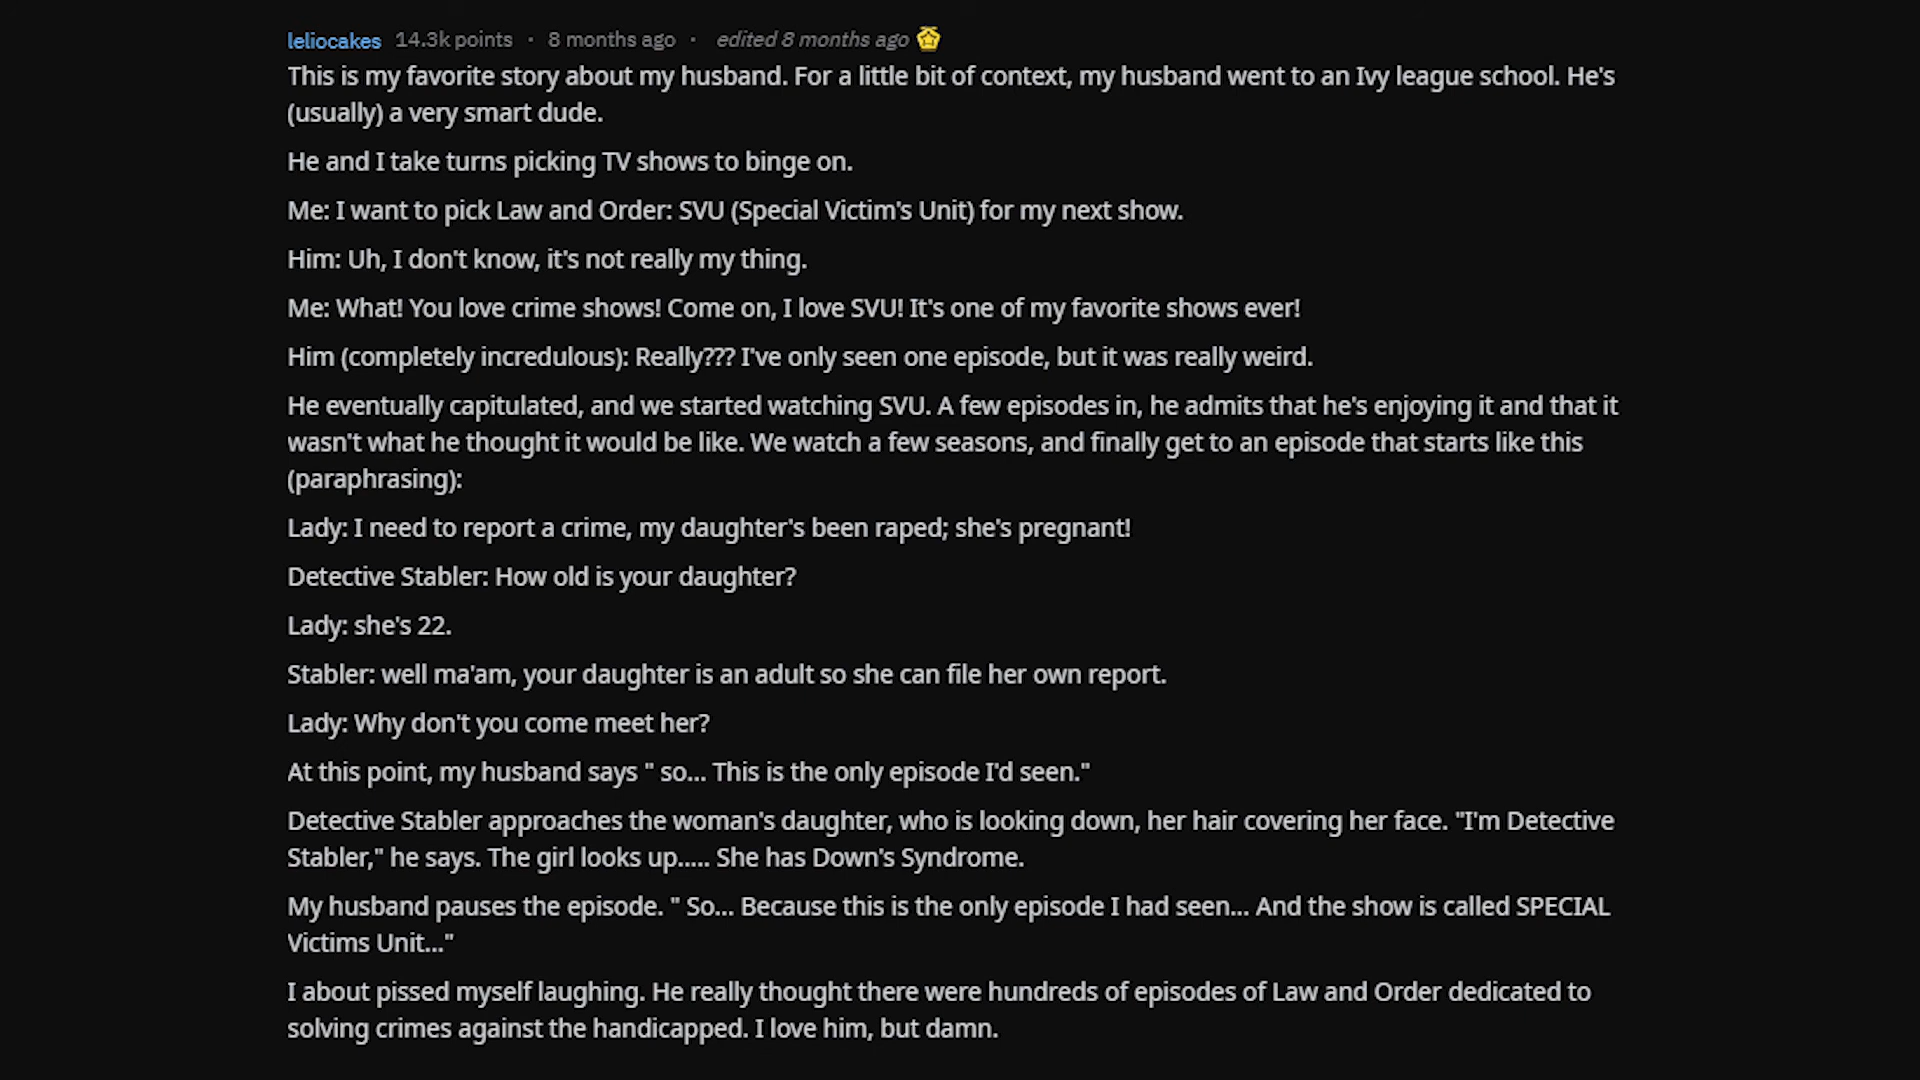 leliocakes 14.3k points · 8 months ago · edited 8 months ago
This is my favorite story about my husband. For a little bit of context, my husband went to an Ivy league school. He's
(usually) a very smart dude.
He and I take turns picking TV shows to binge on.
Me: I want to pick Law and Order: SVU (Special Victim's Unit) for my next show.
Him: Uh, I don't know, it's not really my thing.
Me: What! You love crime shows! Come on, I love SVU! It's one of my favorite shows ever!
Him (completely incredulous): Really??? I've only seen one episode, but it was really weird.
He eventually capitulated, and we started watching SVU. A few episodes in, he admits that he's enjoying it and that it
wasn't what he thought it would be like. We watch a few seasons, and finally get to an episode that starts like this
(paraphrasing):
Lady: I need to report a crime, my daughter's been raped; she's pregnant!
Detective Stabler: How old is your daughter?
Lady: she's 22.
Stabler: well ma'am, your daughter is an adult so she can file her own report.
Lady: Why don't you come meet her?
At this point, my husband says " so... This is the only episode I'd seen."
Detective Stabler approaches the woman's daughter, who is looking down, her hair covering her face. "I'm Detective
Stabler," he says. The girl looks up..... She has Down's Syndrome.
My husband pauses the episode. " So... Because this is the only episode I had seen... And the show is called SPECIAL
Victims Unit..."
I about pissed myself laughing. He really thought there were hundreds of episodes of Law and Order dedicated to
solving crimes against the handicapped. I love him, but damn.